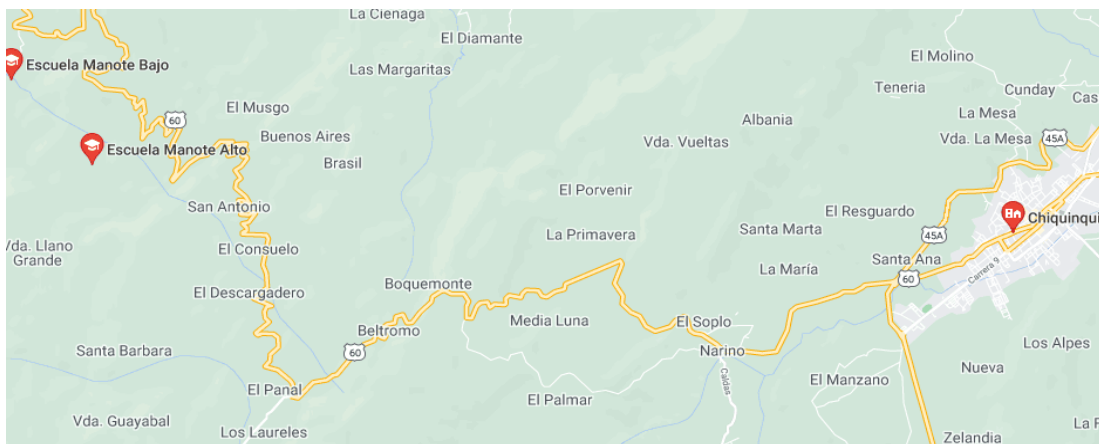 La Cienaga
El Diamante
Escuela Manote Bajo
Las Margaritas
El Molino
Teneria
Cunday
Cas
El Musgo
60
La Mesa
Albania
Buenos Aires
Vda. Vueltas
Vda. La Mesa
45A
Escuela Manote Alto
Brasil
El Porvenir
San Antonio
El Resguardo
Chiquinqui
La Primavera
Santa Marta
45A
Vda. Llano
Grande
El Consuelo
Santa Ana
La María
Carrera 9
60
Boquemonte
El Descargadero
Media Luna
El Soplo
Beltromo
Santa Barbara
60
Narino
Los Alpes
Nueva
El Manzano
Caldas
El Panal
El Palmar
Vda. Guayabal
Los Laureles
La F
Zelandia